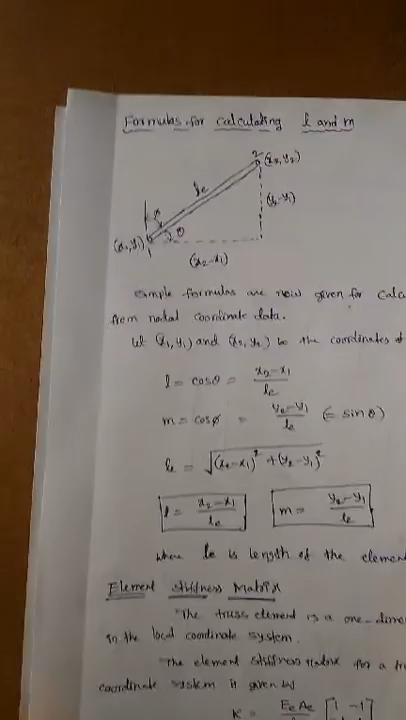 Formulas for calculating l and m
2 (x2, y2)
le
(y2-y1)
φ
θ
(x1,y1)
1
(x2-x1)
Simple formulas are now given for calc
from nodal coordinate data.
let (x1,y1) and (x2, y2) be the coordinates of
l = cosθ = x2-x1 / le
m = cosφ = y2-y1 / le (= sin θ)
le = √(x2-x1)² + (y2-y1)²
l = x2-x1 / le   m = y2-y1 / le
where le is length of the element
Element stiffness Matrix
The truss element is a one-dime
in the local coordinate system.
The element stiffness Matrix for a tr
coordinate system is given by
K = Ee Ae [1 -1